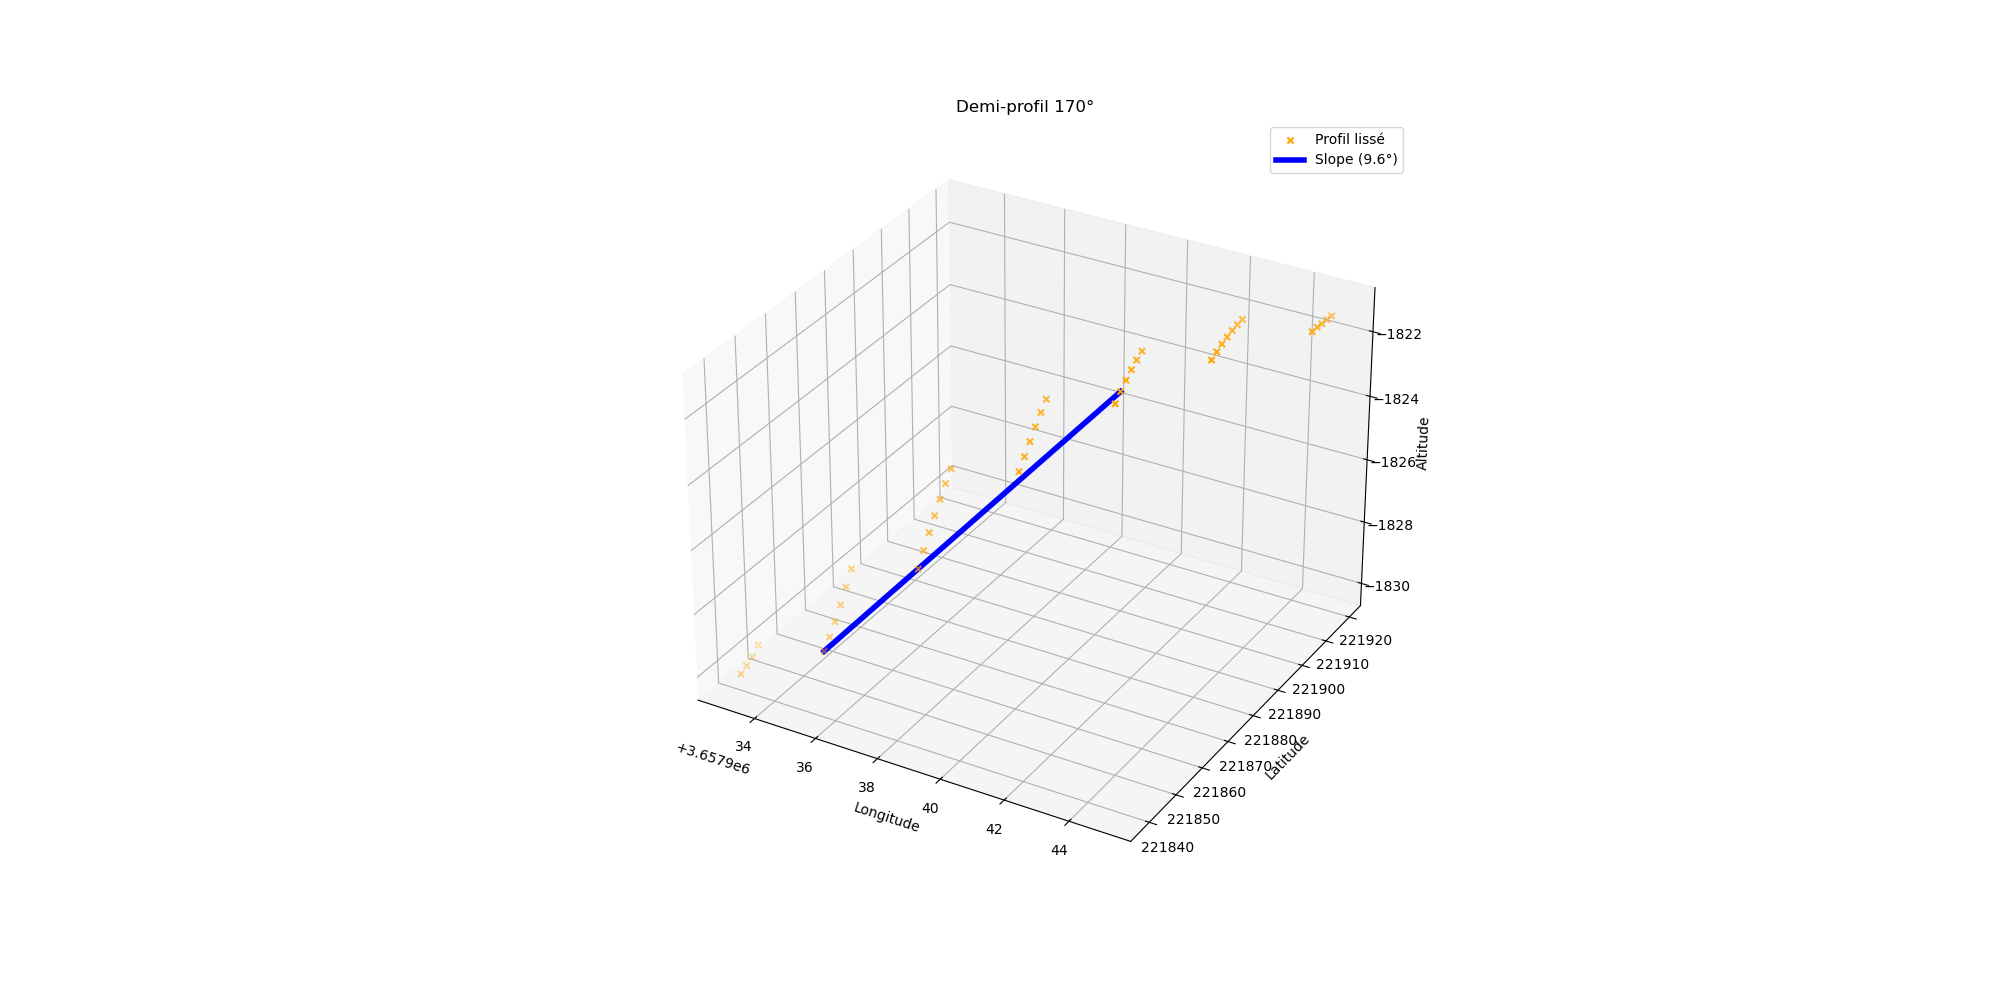 Demi-profil 170°
Profil lissé
Slope (9.6°)
−1822
−1824
−1826
−1828
−1830
Altitude
221920
221910
221900
221890
221880
221870
221860
221850
221840
Latitude
34
36
38
40
42
44
+3.6579e6
Longitude